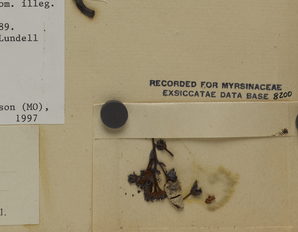 om. illeg.
89.
Lundell
RECORDED FOR MYRSINACEAE
EXSICCATAE DATA BASE 8200
son (MO),
1997
l.